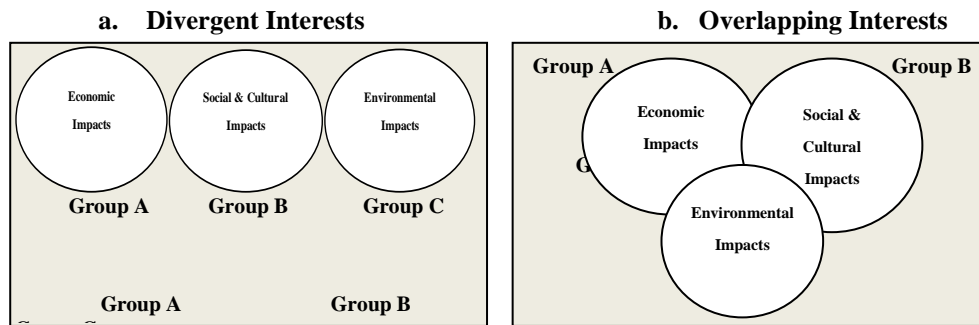 a. Divergent Interests
Economic
Impacts
Social & Cultural
Impacts
Environmental
Impacts
Group A
Group B
Group C
Group A
Group B
b. Overlapping Interests
Group A
Group B
Economic
Impacts
Social &
Cultural
Impacts
Environmental
Impacts